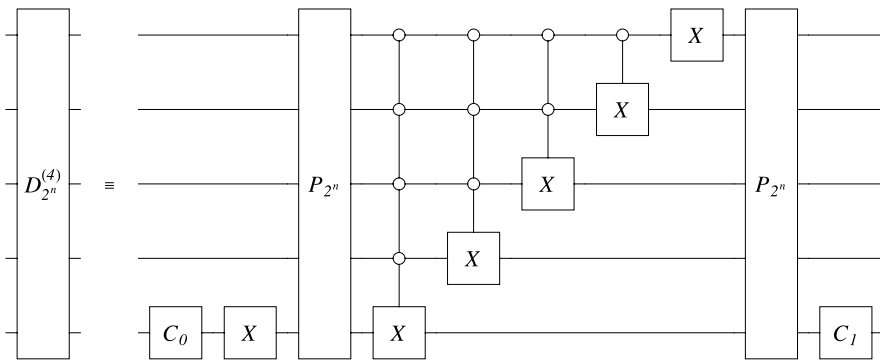 X
X
D_{2^n}^{(4)} ≡ P_{2^n} X P_{2^n}
X
C_0 X X C_1